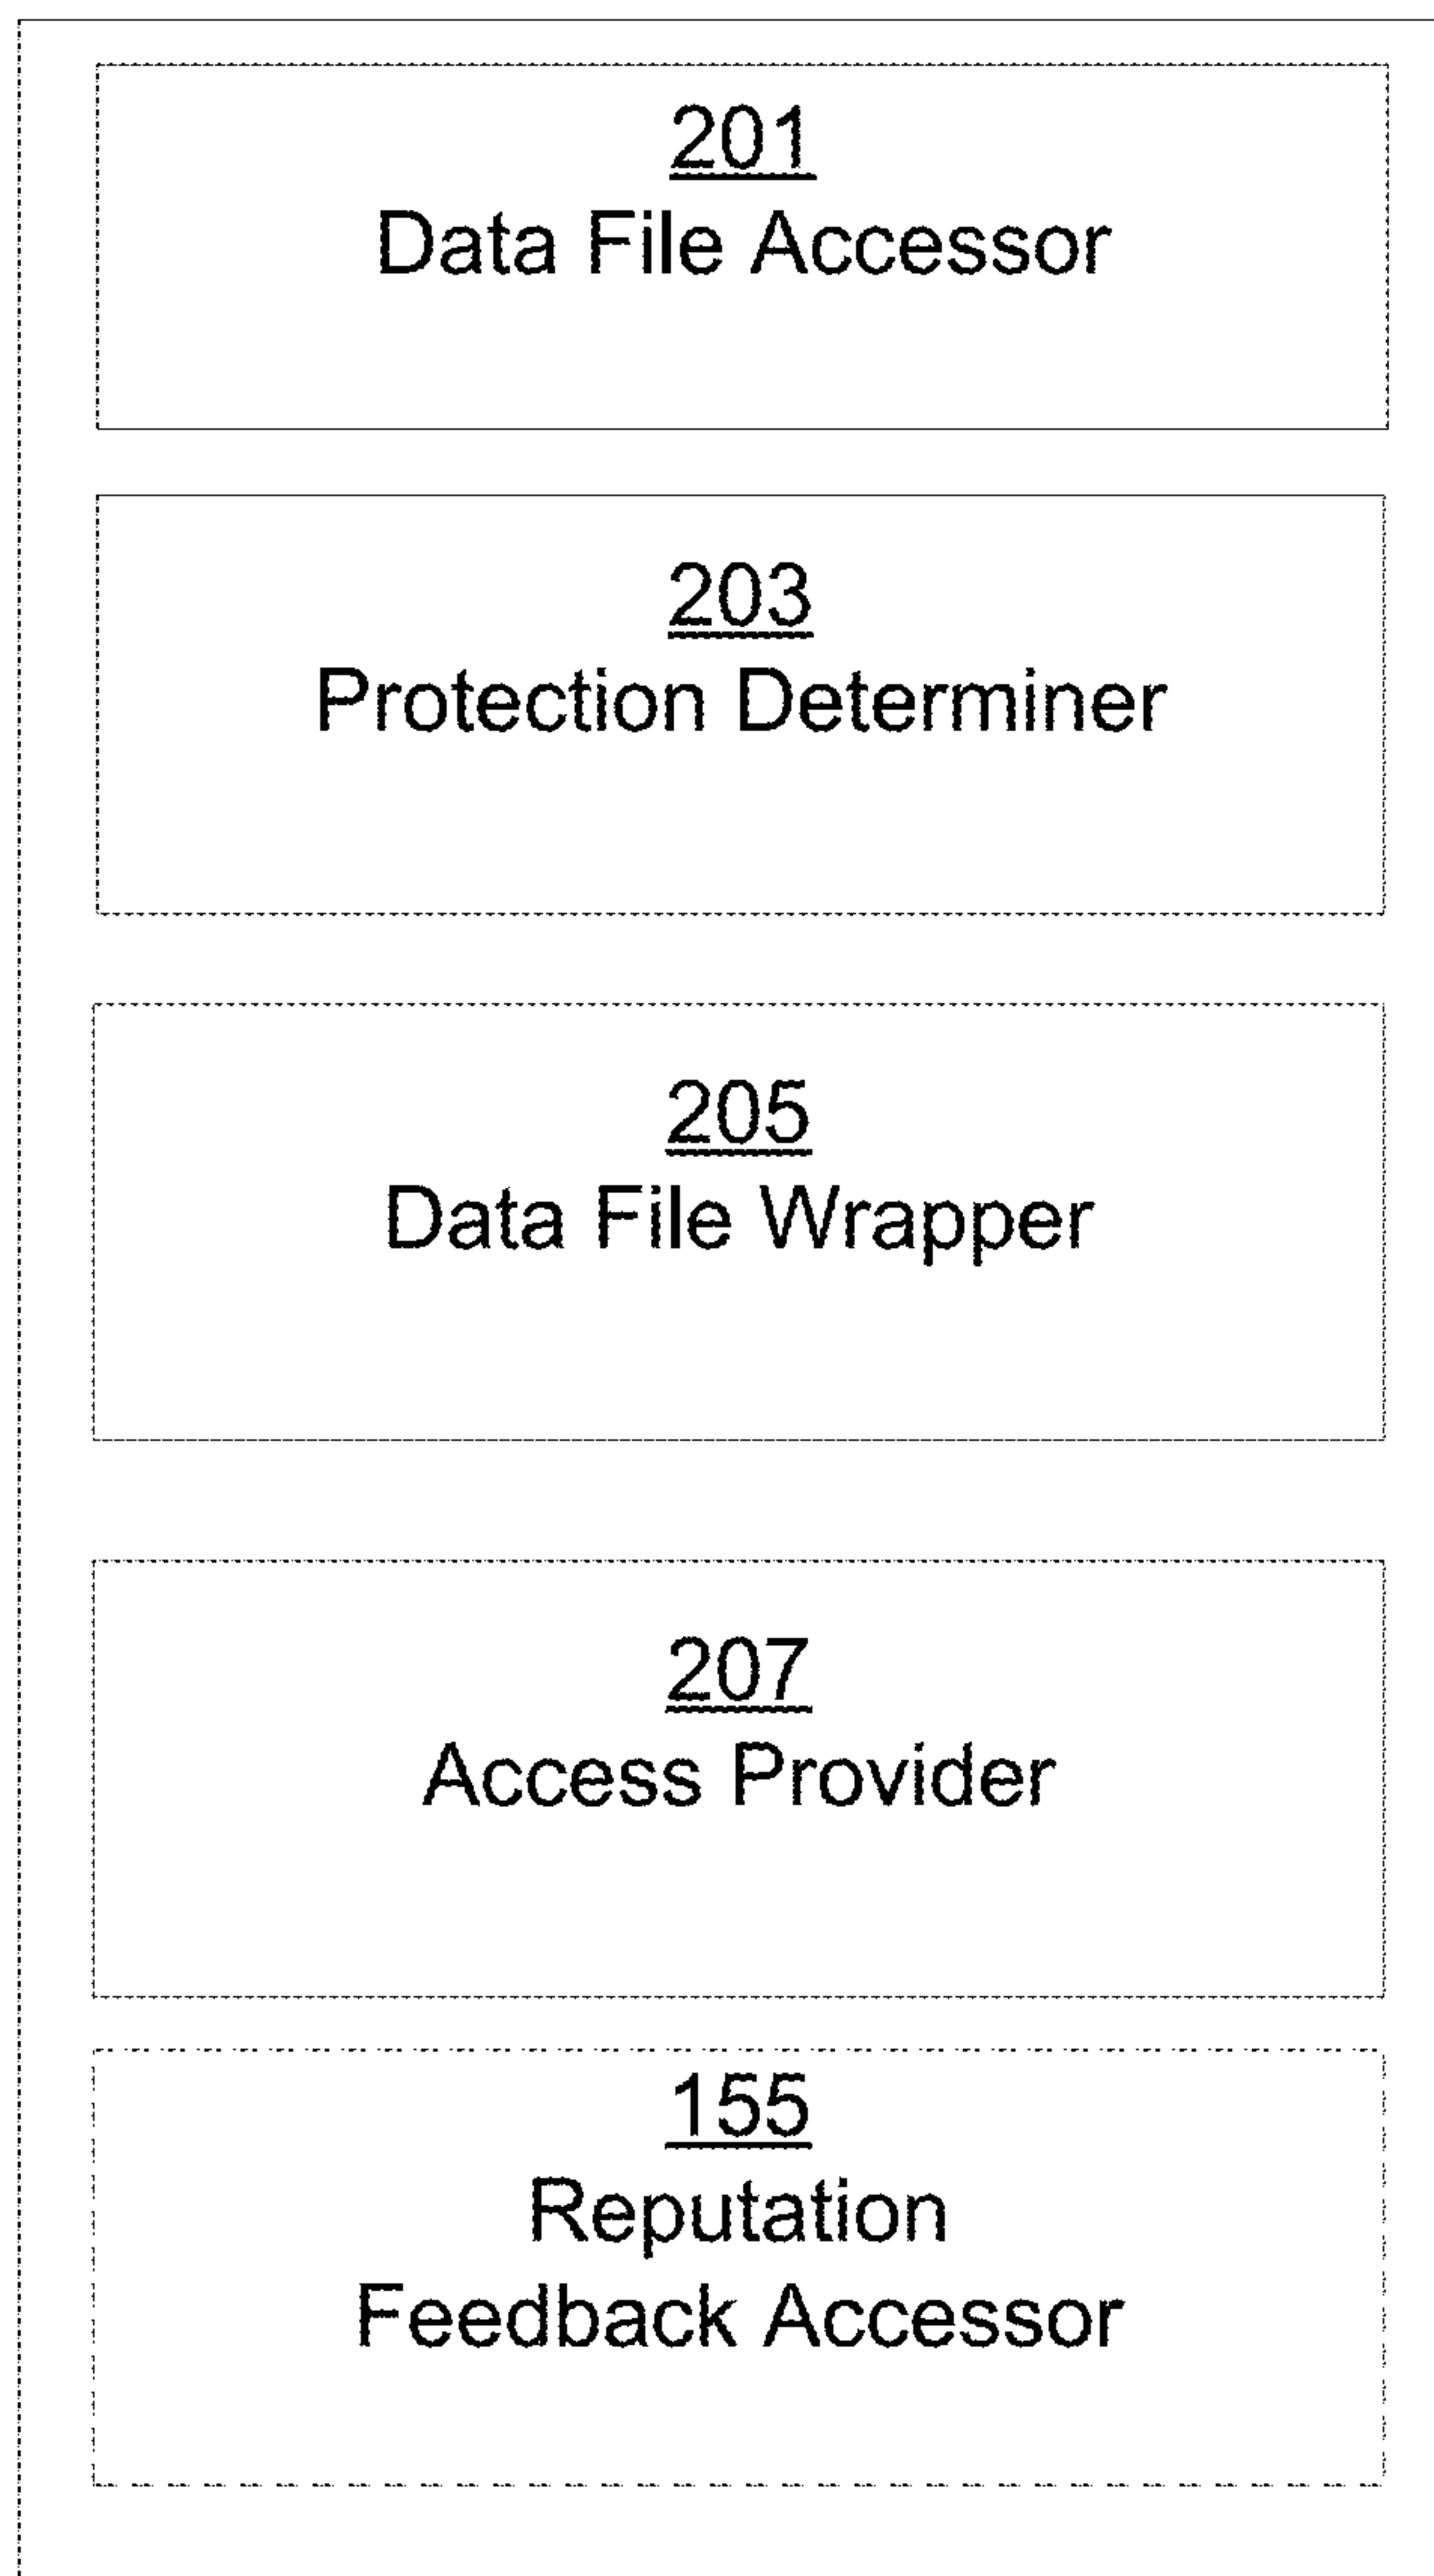 201
Data File Accessor
203
Protection Determiner
205
Data File Wrapper
207
Access Provider
155
Reputation
Feedback Accessor